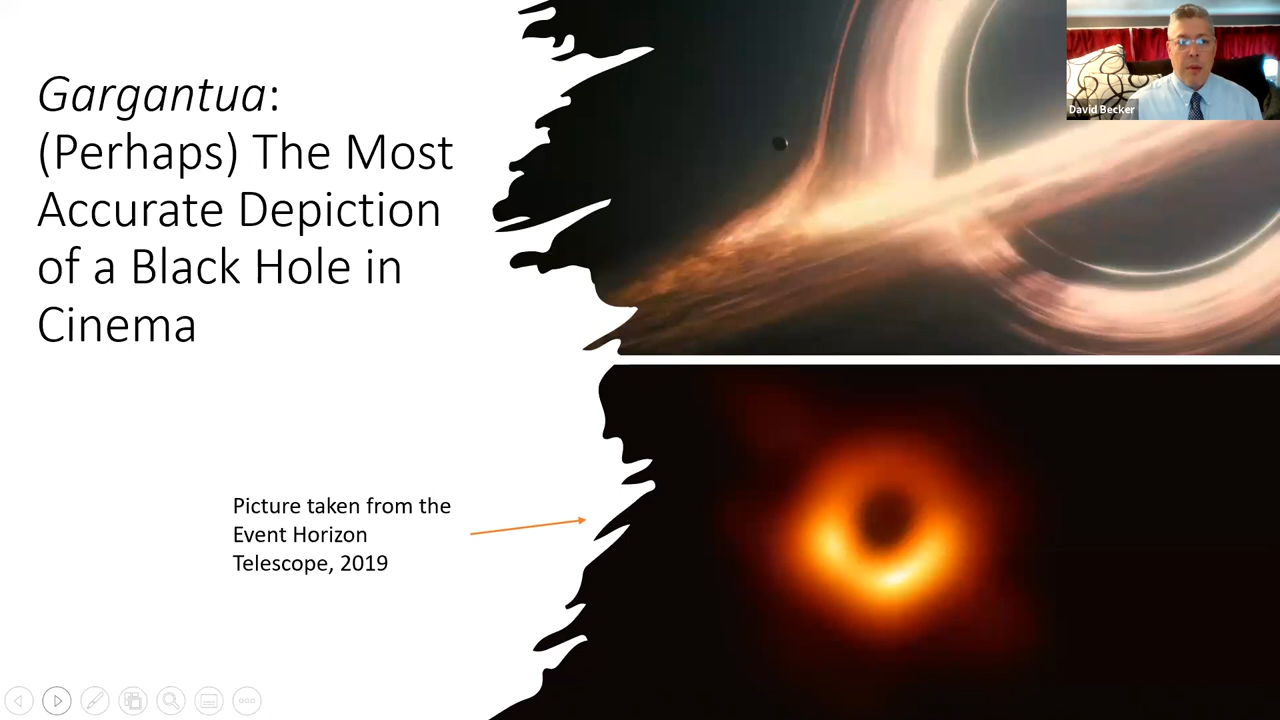 Gargantua:
(Perhaps) The Most
Accurate Depiction
of a Black Hole in
Cinema
David Becker
Picture taken from the
Event Horizon
Telescope, 2019